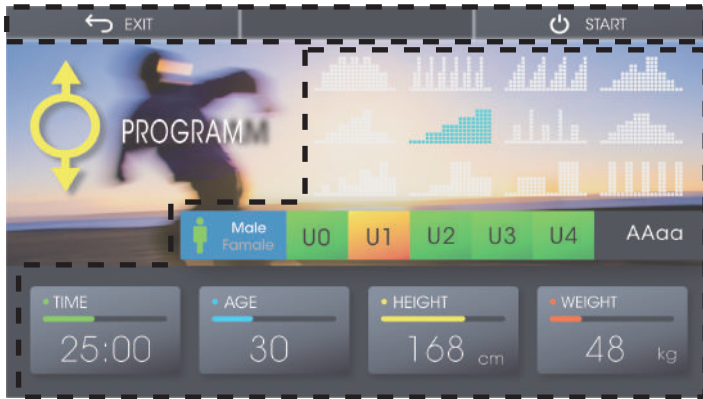 EXIT
START
PROGRAM
Male
Famale
U0 U1 U2 U3 U4 AAaa
TIME AGE HEIGHT WEIGHT
25:00 30 168 cm 48 kg